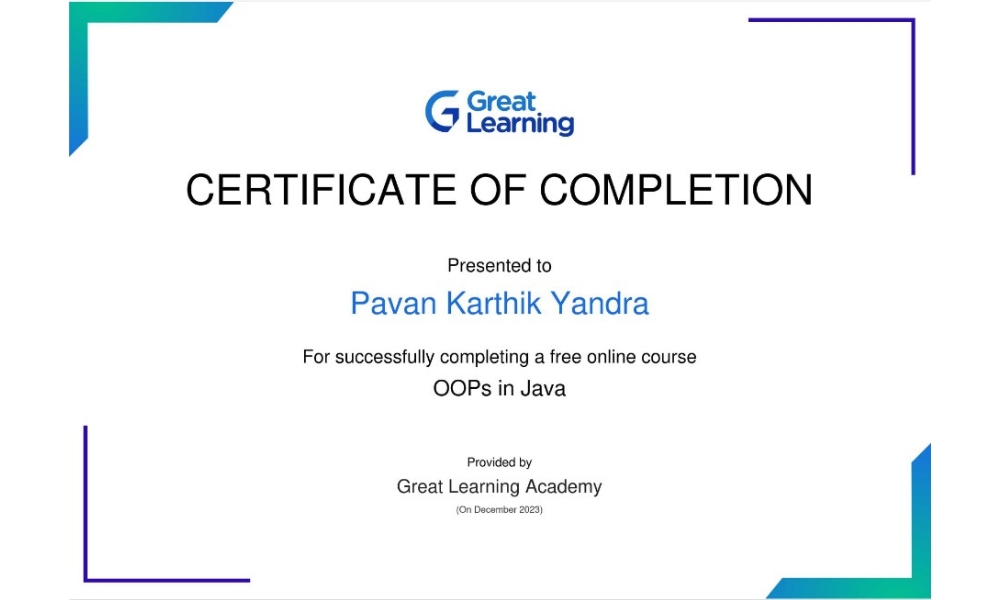 Great
Learning
CERTIFICATE OF COMPLETION
Presented to
Pavan Karthik Yandra
For successfully completing a free online course
OOPs in Java
Provided by
Great Learning Academy
(On December 2023)